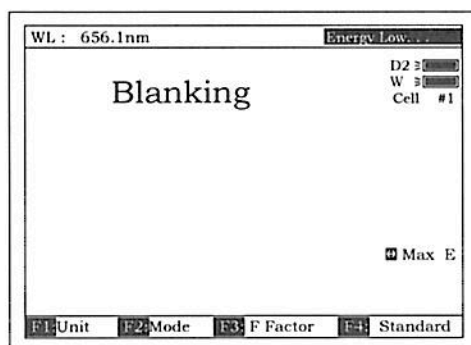 WL : 656.1nm Energy Low. . .
D2
W
Blanking
Cell #1
Max E
F1:Unit F2:Mode F3: F Factor F4: Standard